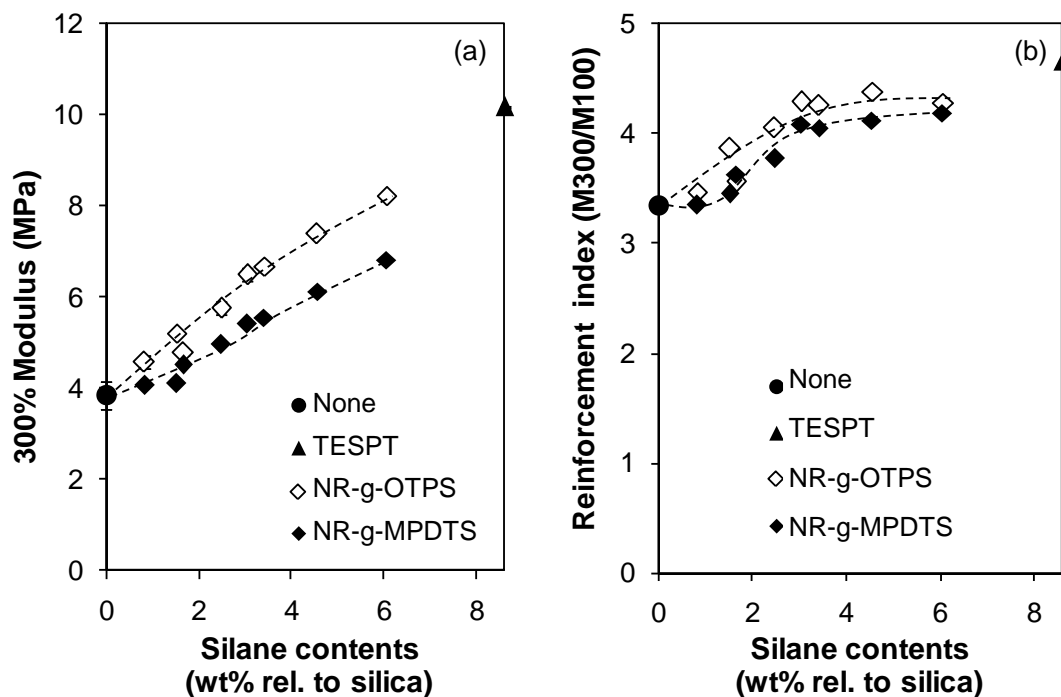 12
10
8
6
4
2
0
300% Modulus (MPa)
(a)
None
TESPT
NR-g-OTPS
NR-g-MPDTS
0 2 4 6 8
Silane contents
(wt% rel. to silica)
5
4
3
2
1
0
Reinforcement index (M300/M100)
(b)
None
TESPT
NR-g-OTPS
NR-g-MPDTS
0 2 4 6 8
Silane contents
(wt% rel. to silica)